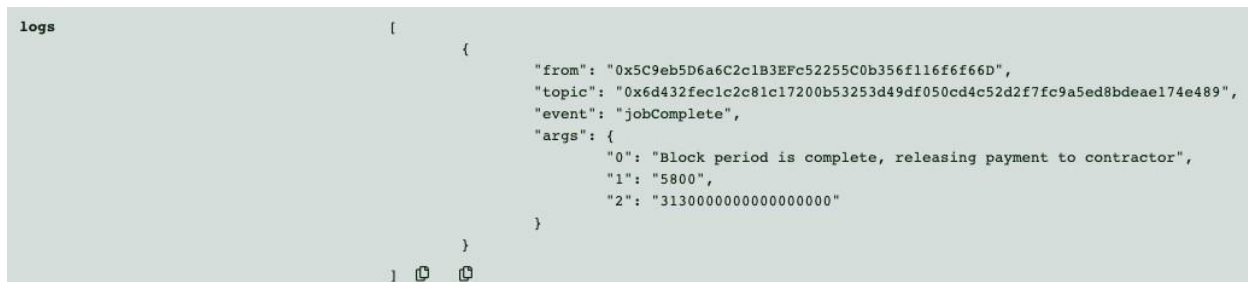 logs [
{
"from": "0x5C9eb5D6a6C2c1B3EFc52255C0b356f116f6f66D",
"topic": "0x6d432fec1c2c81c17200b53253d49df050cd4c52d2f7fc9a5ed8bdeae174e489",
"event": "jobComplete",
"args": {
"0": "Block period is complete, releasing payment to contractor",
"1": "5800",
"2": "3130000000000000000"
}
}
]